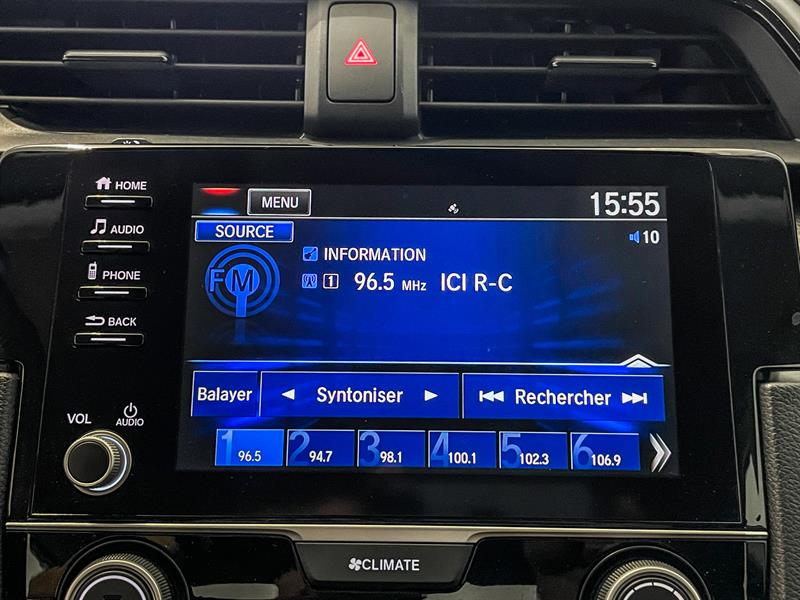 HOME
AUDIO
PHONE
BACK
VOL
AUDIO
MENU
15:55
SOURCE
10
FM
INFORMATION
1 96.5 MHz ICI R-C
Balayer
Syntoniser
Rechercher
1 96.5
2 94.7
3 98.1
4 100.1
5 102.3
6 106.9
CLIMATE